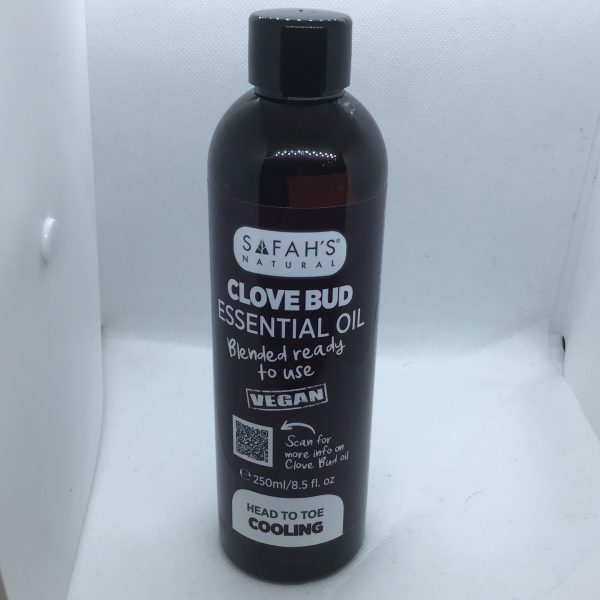 SAFAH'S®
NATURAL
CLOVE BUD
ESSENTIAL OIL
Blended ready
to use
VEGAN
Scan for
more info on
Clove Bud oil
℮ 250ml/8.5 fl. oz
HEAD TO TOE
COOLING